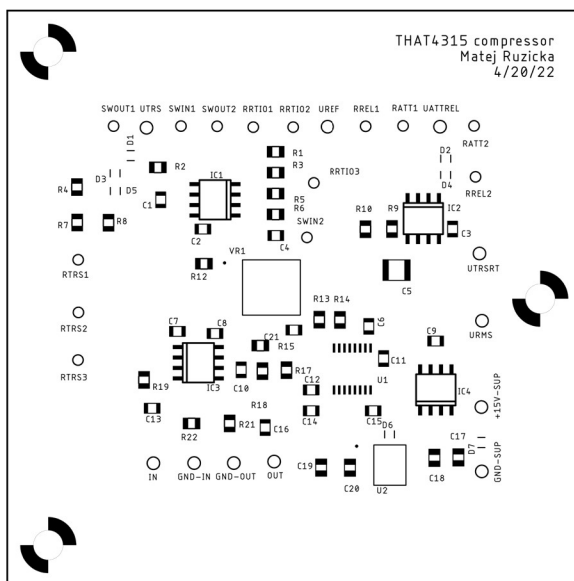 THAT4315 compressor
Matej Ruzicka
4/20/22
SWOUT1 UTRS SWIN1 SWOUT2 RRTIO1 RRTIO2 UREF RREL1 RATT1 UATTREL
RATT2
D1
D2
R1
R2
R3
RRTIO3
IC1
D3
D5
D4
R4
RREL2
R5
R6
C1
R7
R8
SWIN2
R10
R9
IC2
C3
C2
C4
VR1
R12
RTRS1
UTRSRT
C5
RTRS2
R13 R14
C6
URMS
C7
C8
C21
R15
C9
RTRS3
IC3
C10
R17
C11
U1
R19
C12
IC4
+15V-SUP
C13
R18
C14
C15
R22
R21
C16
D6
C17
D7
GND-SUP
IN
GND-IN
GND-OUT
OUT
C19
C20
U2
C18